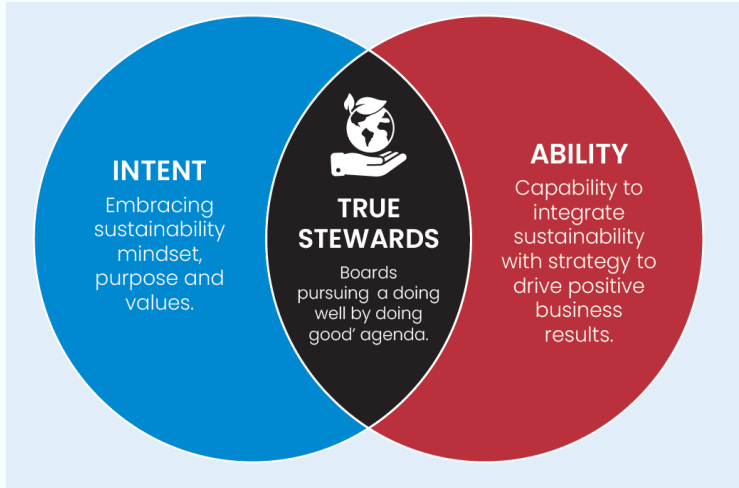 INTENT
Embracing
sustainability
mindset,
purpose and
values.
TRUE
STEWARDS
Boards
pursuing a doing
well by doing
good’ agenda.
ABILITY
Capability to
integrate
sustainability
with strategy to
drive positive
business
results.